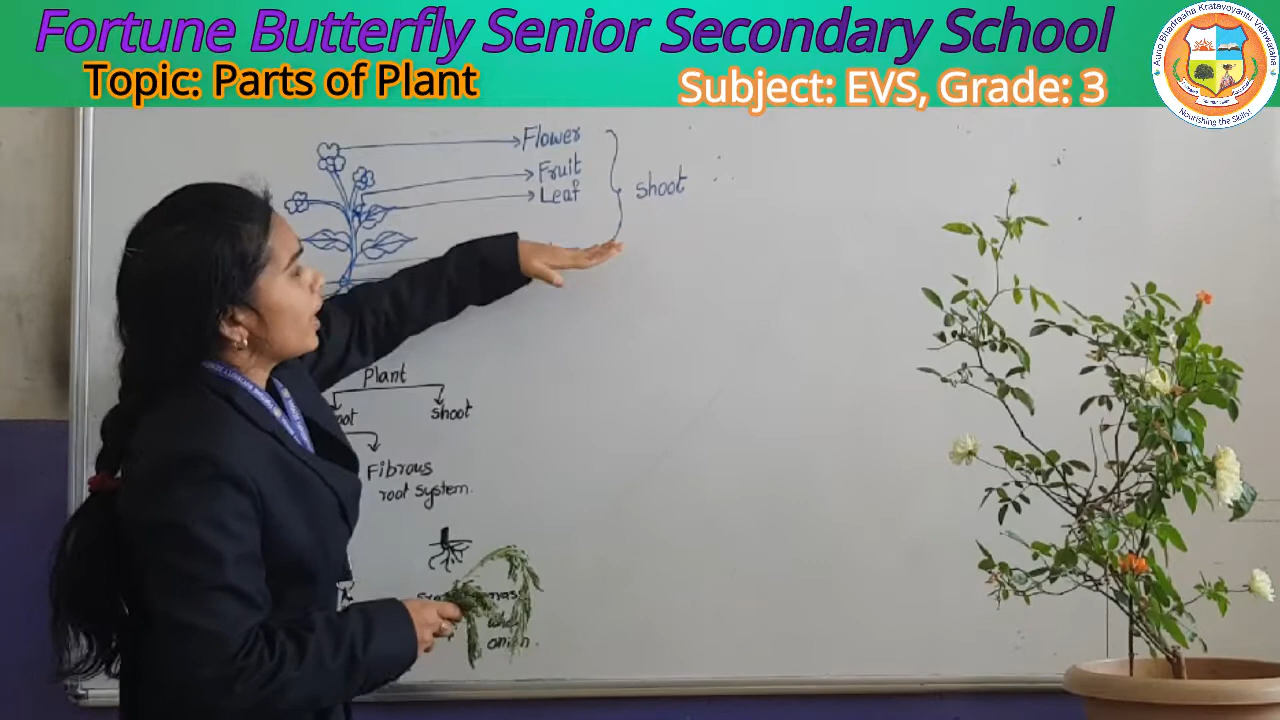 Fortune Butterfly Senior Secondary School
Topic: Parts of Plant
Subject: EVS, Grade: 3
Nourishing the Skills!
Flower
Fruit
Leaf
shoot
Plant
shoot
Fibrous
root system.